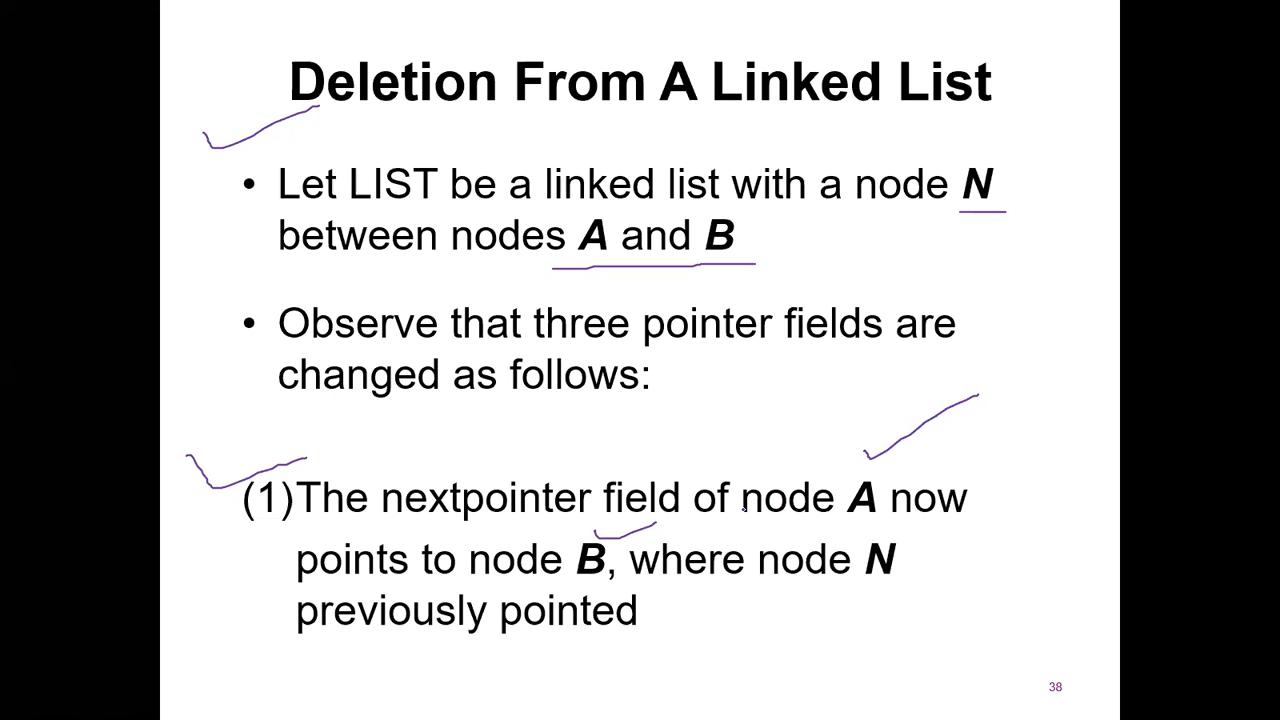 Deletion From A Linked List
• Let LIST be a linked list with a node N
between nodes A and B
• Observe that three pointer fields are
changed as follows:
(1)The nextpointer field of node A now
points to node B, where node N
previously pointed
38